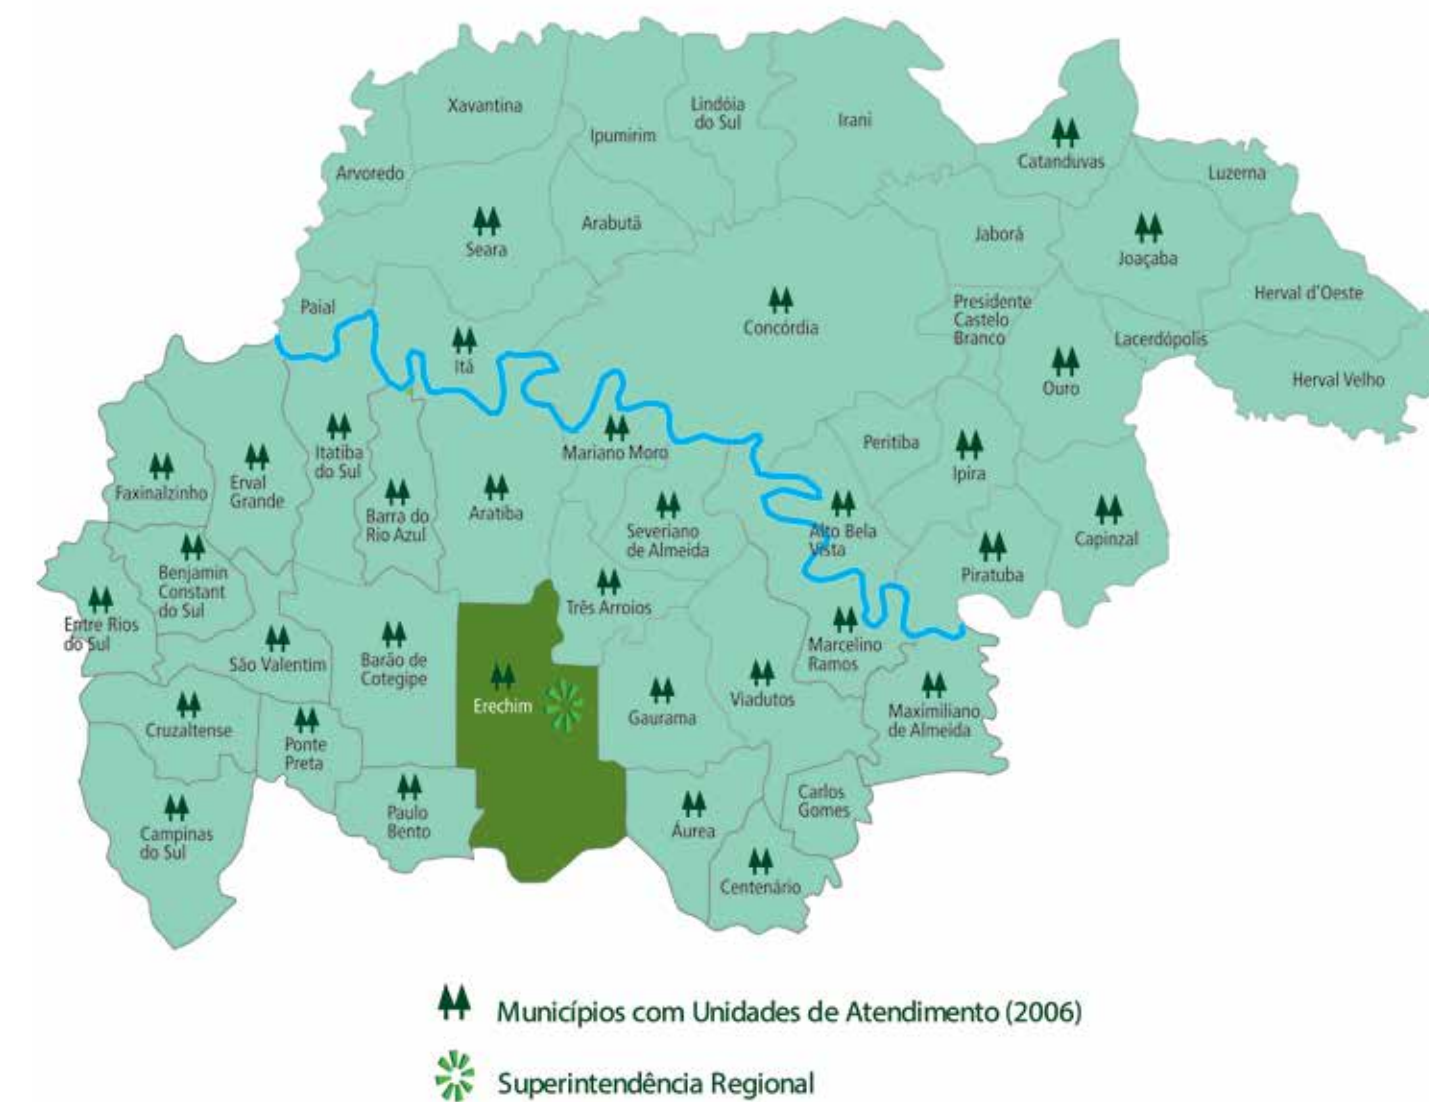 Xavantina
Lindóia
do Sul
Irani
Ipumirim
Catanduvas
Arvoredo
Luzerna
Seara
Arabutã
Jaborá
Joaçaba
Paial
Concórdia
Presidente
Castelo
Branco
Herval d'Oeste
Lacerdópolis
Itá
Ouro
Herval Velho
Itatiba
do Sul
Mariano Moro
Peritiba
Ipira
Faxinalzinho
Erval
Grande
Barra do
Rio Azul
Aratiba
Severiano
de Almeida
Alto Bela
Vista
Capinzal
Benjamin
Constant
do Sul
Piratuba
Entre Rios
do Sul
Três Arroios
São Valentim
Barão de
Cotegipe
Marcelino
Ramos
Erechim
Gaurama
Viadutos
Maximiliano
de Almeida
Cruzaltense
Ponte
Preta
Campinas
do Sul
Paulo
Bento
Áurea
Carlos
Gomes
Centenário
Municípios com Unidades de Atendimento (2006)
Superintendência Regional